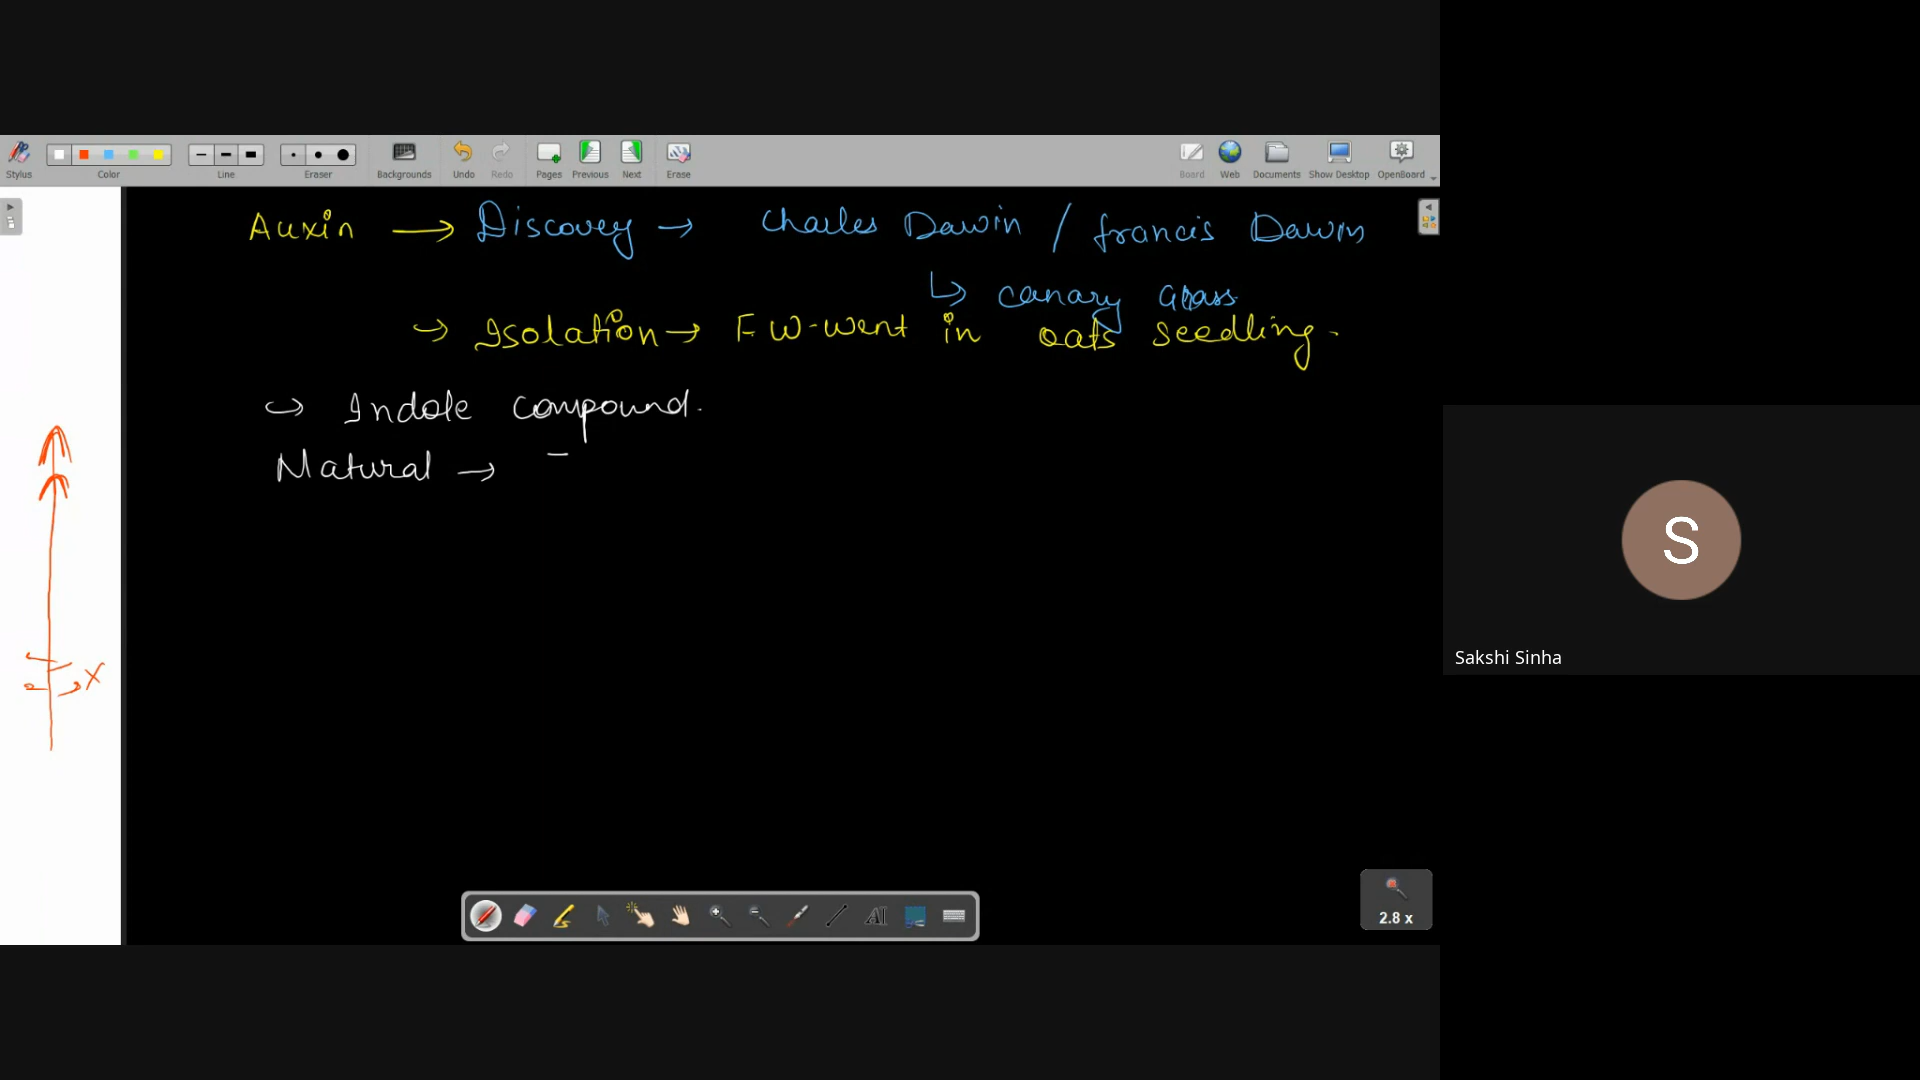 Stylus Color Line Eraser Backgrounds Undo Redo Pages Previous Next Erase Board Web Documents Show Desktop OpenBoard
Auxin → Discovey → Charles Dawin / francis Dawin
↳ canary Grass
→ Isolation → F.W-went in oats seedling.
→ Indole compound.
Natural →
X
S
Sakshi Sinha
2.8 x